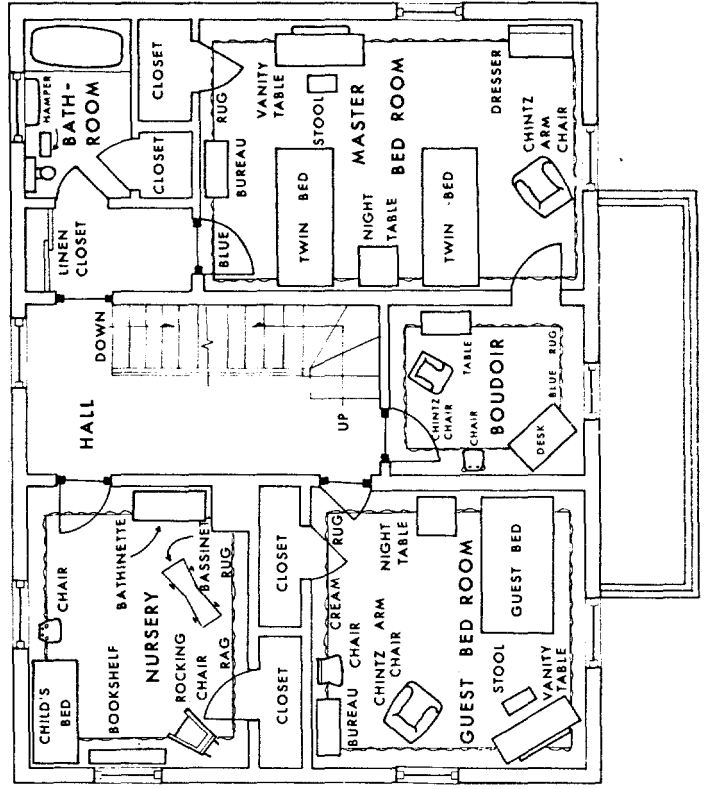 HAMPER
BATH-
ROOM
CLOSET
CLOSET
LINEN
CLOSET
RUG
VANITY
TABLE
STOOL
MASTER
BED ROOM
DRESSER
CHINTZ
ARM
CHAIR
BUREAU
BLUE
TWIN BED
NIGHT
TABLE
TWIN-BED
DOWN
HALL
UP
CHINTZ
CHAIR
TABLE
CHAIR
BOUDOIR
BLUE RUG
DESK
CHAIR
BATHINETTE
BASSINET
RUG
CHILD'S
BED
BOOKSHELF
NURSERY
ROCKING
CHAIR
RAG
CLOSET
CLOSET
RUG
CREAM
NIGHT
TABLE
GUEST BED
BUREAU
CHAIR
CHINTZ ARM
CHAIR
GUEST BED ROOM
STOOL
VANITY
TABLE